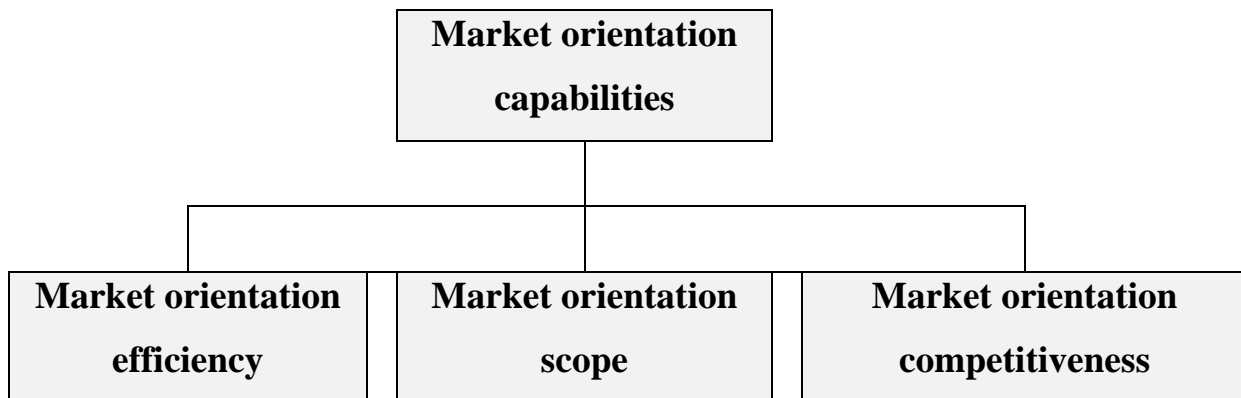 Market orientation
capabilities
Market orientation
efficiency
Market orientation
scope
Market orientation
competitiveness